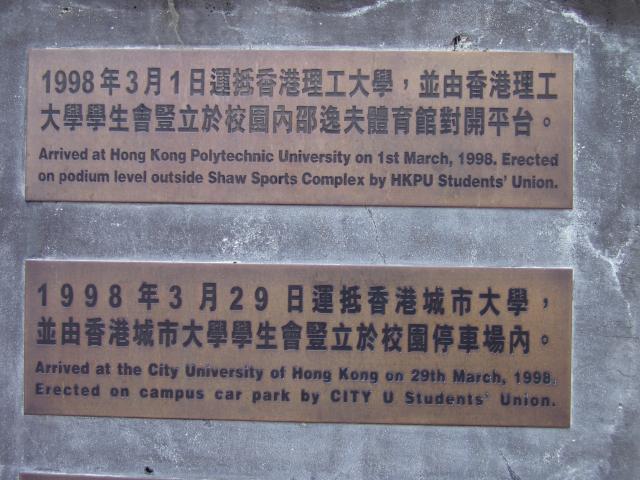 1998年3月1日運抵香港理工大學，並由香港理工
大學學生會豎立於校園內邵逸夫體育館對開平台。
Arrived at Hong Kong Polytechnic University on 1st March, 1998. Erected
on podium level outside Shaw Sports Complex by HKPU Students' Union.
1998年3月29日運抵香港城市大學，
並由香港城市大學學生會豎立於校園停車場內。
Arrived at the City University of Hong Kong on 29th March, 1998.
Erected on campus car park by CITY U Students' Union.